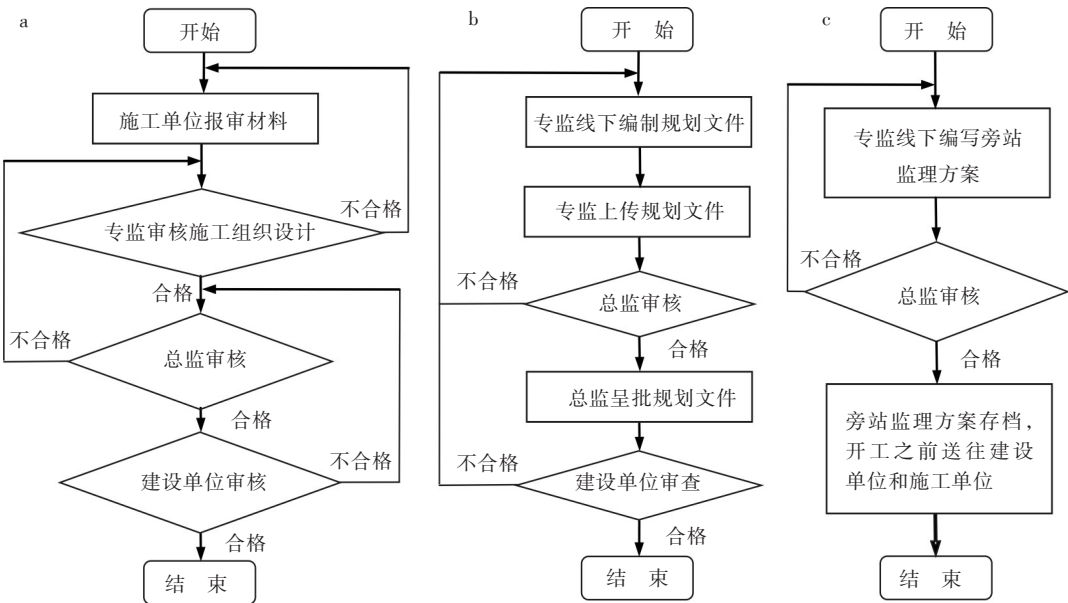 a
开始
施工单位报审材料
不合格
专监审核施工组织设计
合格
不合格
总监审核
合格
不合格
建设单位审核
合格
结 束
b
开 始
专监线下编制规划文件
专监上传规划文件
不合格
总监审核
合格
总监呈批规划文件
不合格
建设单位审查
合格
结 束
c
开 始
专监线下编写旁站
监理方案
不合格
总监审核
合格
旁站监理方案存档，
开工之前送往建设
单位和施工单位
结 束